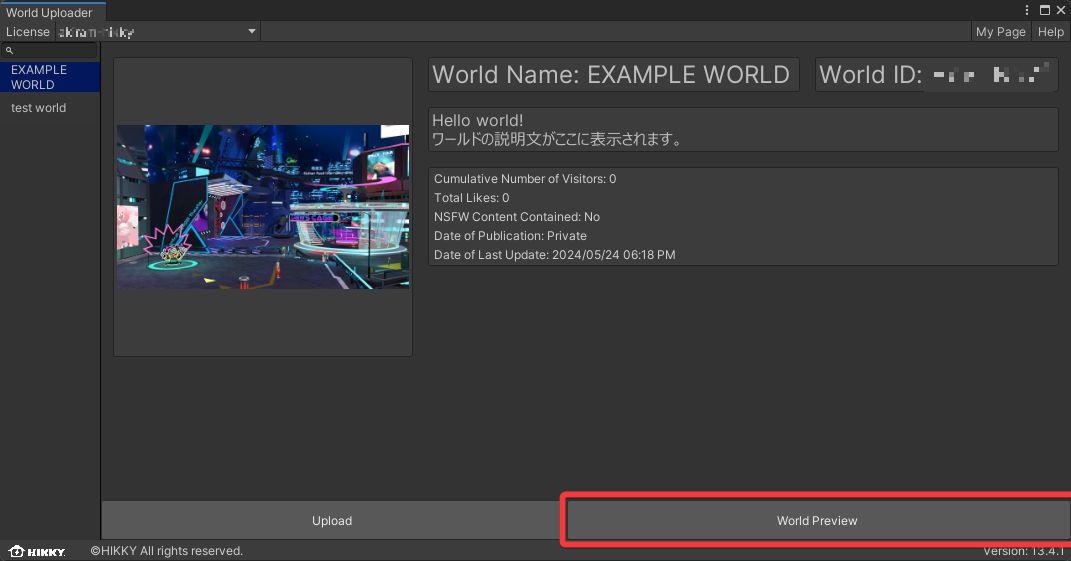 World Uploader
License
My Page Help
EXAMPLE
WORLD
test world
World Name: EXAMPLE WORLD
World ID:
Hello world!
ワールドの説明文がここに表示されます。
Cumulative Number of Visitors: 0
Total Likes: 0
NSFW Content Contained: No
Date of Publication: Private
Date of Last Update: 2024/05/24 06:18 PM
Upload
World Preview
HIKKY
©HIKKY All rights reserved.
Version: 13.4.1